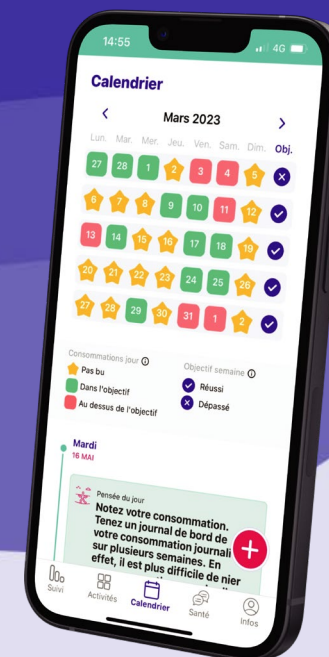 14:55 4G
Calendrier
Mars 2023
Lun. Mar. Mer. Jeu. Ven. Sam. Dim. Obj.
27 28 1 2 3 4 5
6 7 8 9 10 11 12
13 14 15 16 17 18 19
20 21 22 23 24 25 26
27 28 29 30 31 1 2
Consommations jour Objectif semaine
Pas bu Réussi
Dans l'objectif Dépassé
Au dessus de l'objectif
Mardi
16 MAI
Pensée du jour
Notez votre consommation.
Tenez un journal de bord de
votre consommation journali
sur plusieurs semaines. En
effet, il est plus difficile de nier
Suivi Activités Calendrier Santé Infos